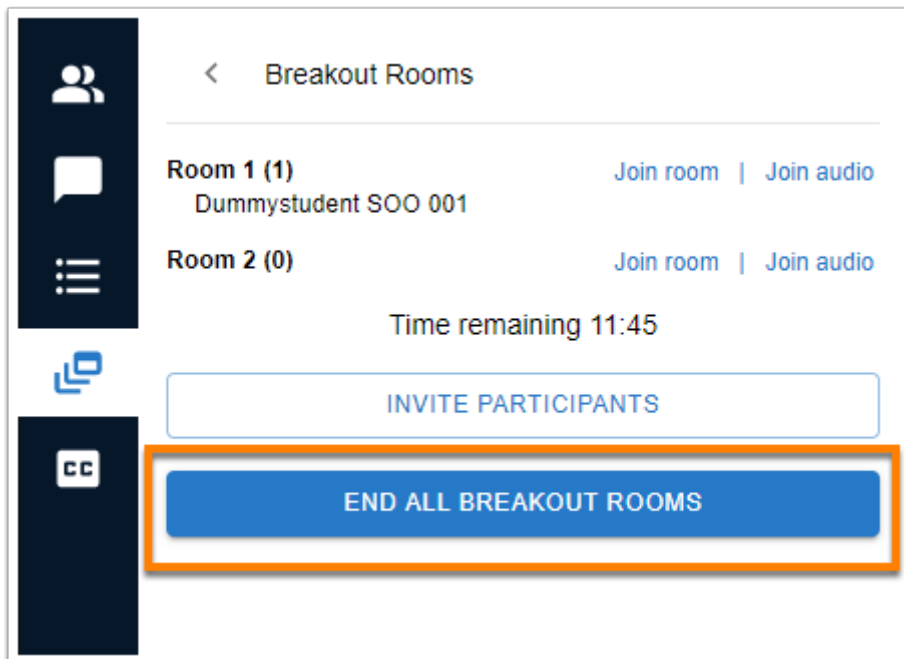 Breakout Rooms
Room 1 (1) Join room | Join audio
Dummystudent SOO 001
Room 2 (0) Join room | Join audio
Time remaining 11:45
INVITE PARTICIPANTS
CC
END ALL BREAKOUT ROOMS